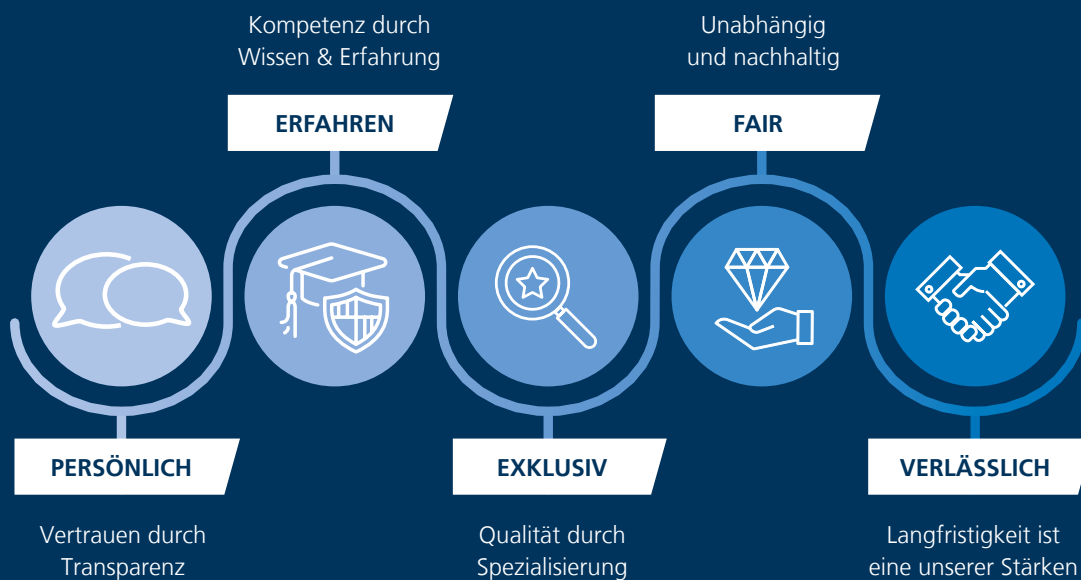 Kompetenz durch
Wissen & Erfahrung
ERFAHREN
Unabhängig
und nachhaltig
FAIR
PERSÖNLICH
Vertrauen durch
Transparenz
EXKLUSIV
Qualität durch
Spezialisierung
VERLÄSSLICH
Langfristigkeit ist
eine unserer Stärken